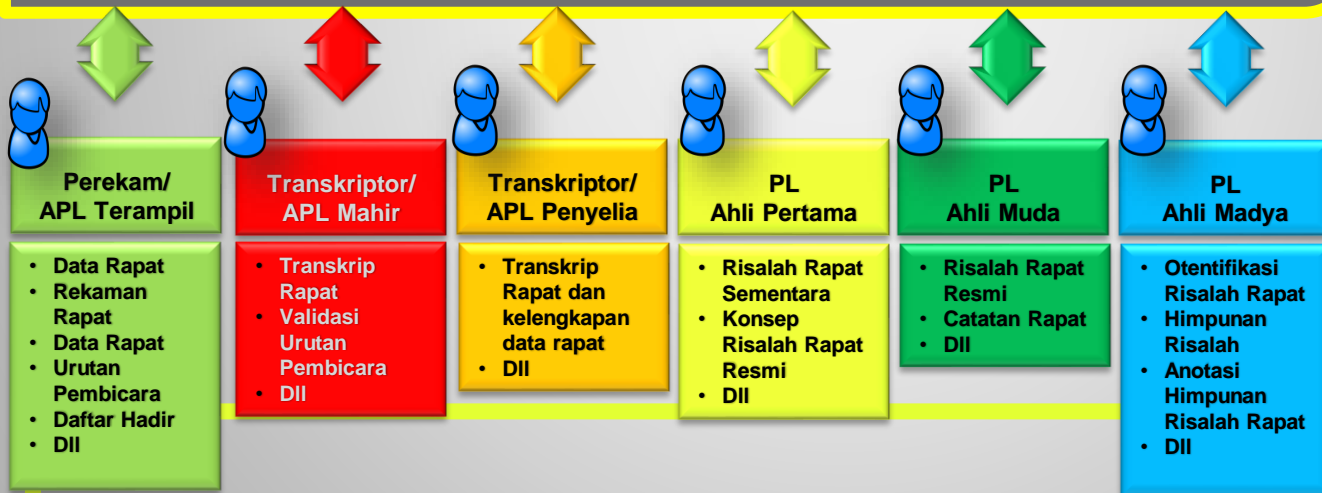 Perekam/
APL Terampil
• Data Rapat
• Rekaman
Rapat
• Data Rapat
• Urutan
Pembicara
• Daftar Hadir
• Dll
Transkriptor/
APL Mahir
• Transkrip
Rapat
• Validasi
Urutan
Pembicara
• Dll
Transkriptor/
APL Penyelia
• Transkrip
Rapat dan
kelengkapan
data rapat
• Dll
PL
Ahli Pertama
• Risalah Rapat
Sementara
• Konsep
Risalah Rapat
Resmi
• Dll
PL
Ahli Muda
• Risalah Rapat
Resmi
• Catatan Rapat
• Dll
PL
Ahli Madya
• Otentifikasi
Risalah Rapat
• Himpunan
Risalah
• Anotasi
Himpunan
Risalah Rapat
• Dll